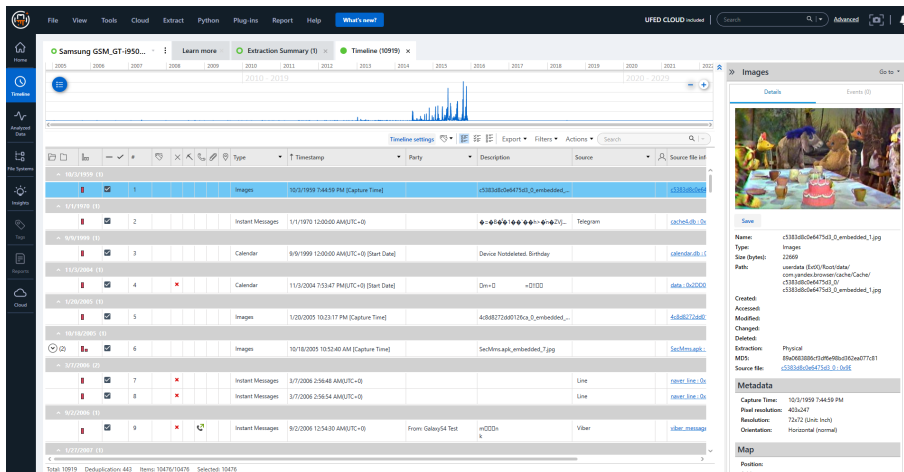 File View Tools Cloud Extract Python Plug-ins Report Help What's new? UFED CLOUD included Search Advanced
Home
Timeline
Analyzed Data
File Systems
Insights
Tags
Reports
Cloud
Samsung GSM_GT-i950... Learn more Extraction Summary (1) × Timeline (10919) ×
2005 2006 2007 2008 2009 2010 2011 2012 2013 2014 2015 2016 2017 2018 2019 2020 2021 2022
2010 - 2019 2020 - 2029
Timeline settings Export Filters Actions Search
# Type Timestamp Party Description Source Source file inf
10/3/1959 (1)
1 Images 10/3/1959 7:44:59 PM [Capture Time] c5383d8c0e6475d3_0_embedded_... c5383d8c0e64
1/1/1970 (1)
2 Instant Messages 1/1/1970 12:00:00 AM(UTC+0) Telegram cache4.db : 0x
9/9/1999 (1)
3 Calendar 9/9/1999 12:00:00 AM(UTC+0) [Start Date] Device Notdeleted. Birthday calendar.db : 0
11/3/2004 (1)
4 Calendar 11/3/2004 7:53:47 PM(UTC+0) [Start Date] data : 0x2DD0
1/20/2005 (1)
5 Images 1/20/2005 10:23:17 PM [Capture Time] 4c8d8272dd0126ca_0_embedded_... 4c8d8272dd0
10/18/2005 (1)
(2) 6 Images 10/18/2005 10:52:40 AM [Capture Time] SecMms.apk_embedded_7.jpg SecMms.apk :
3/7/2006 (2)
7 Instant Messages 3/7/2006 2:56:48 AM(UTC+0) Line naver_line : 0x
8 Instant Messages 3/7/2006 2:56:54 AM(UTC+0) Line naver_line : 0x
9/2/2006 (1)
9 Instant Messages 9/2/2006 12:54:30 AM(UTC+0) From: GalaxyS4 Test Viber viber_message
k
1/27/2007 (1)
Total: 10919 Deduplication: 443 Items: 10476/10476 Selected: 10476
Images Go to
Details Events (0)
Save
Name: c5383d8c0e6475d3_0_embedded_1.jpg
Type: Images
Size (bytes): 22669
Path: userdata (ExtX)/Root/data/
com.yandex.browser/cache/Cache/
c5383d8c0e6475d3_0/
c5383d8c0e6475d3_0_embedded_1.jpg
Created:
Accessed:
Modified:
Changed:
Deleted:
Extraction: Physical
MD5: 89a0683886cf3df6e98bd362ea077c81
Source file: c5383d8c0e6475d3_0 : 0x9E
Metadata
Capture Time: 10/3/1959 7:44:59 PM
Pixel resolution: 403x247
Resolution: 72x72 (Unit: Inch)
Orientation: Horizontal (normal)
Map
Position: